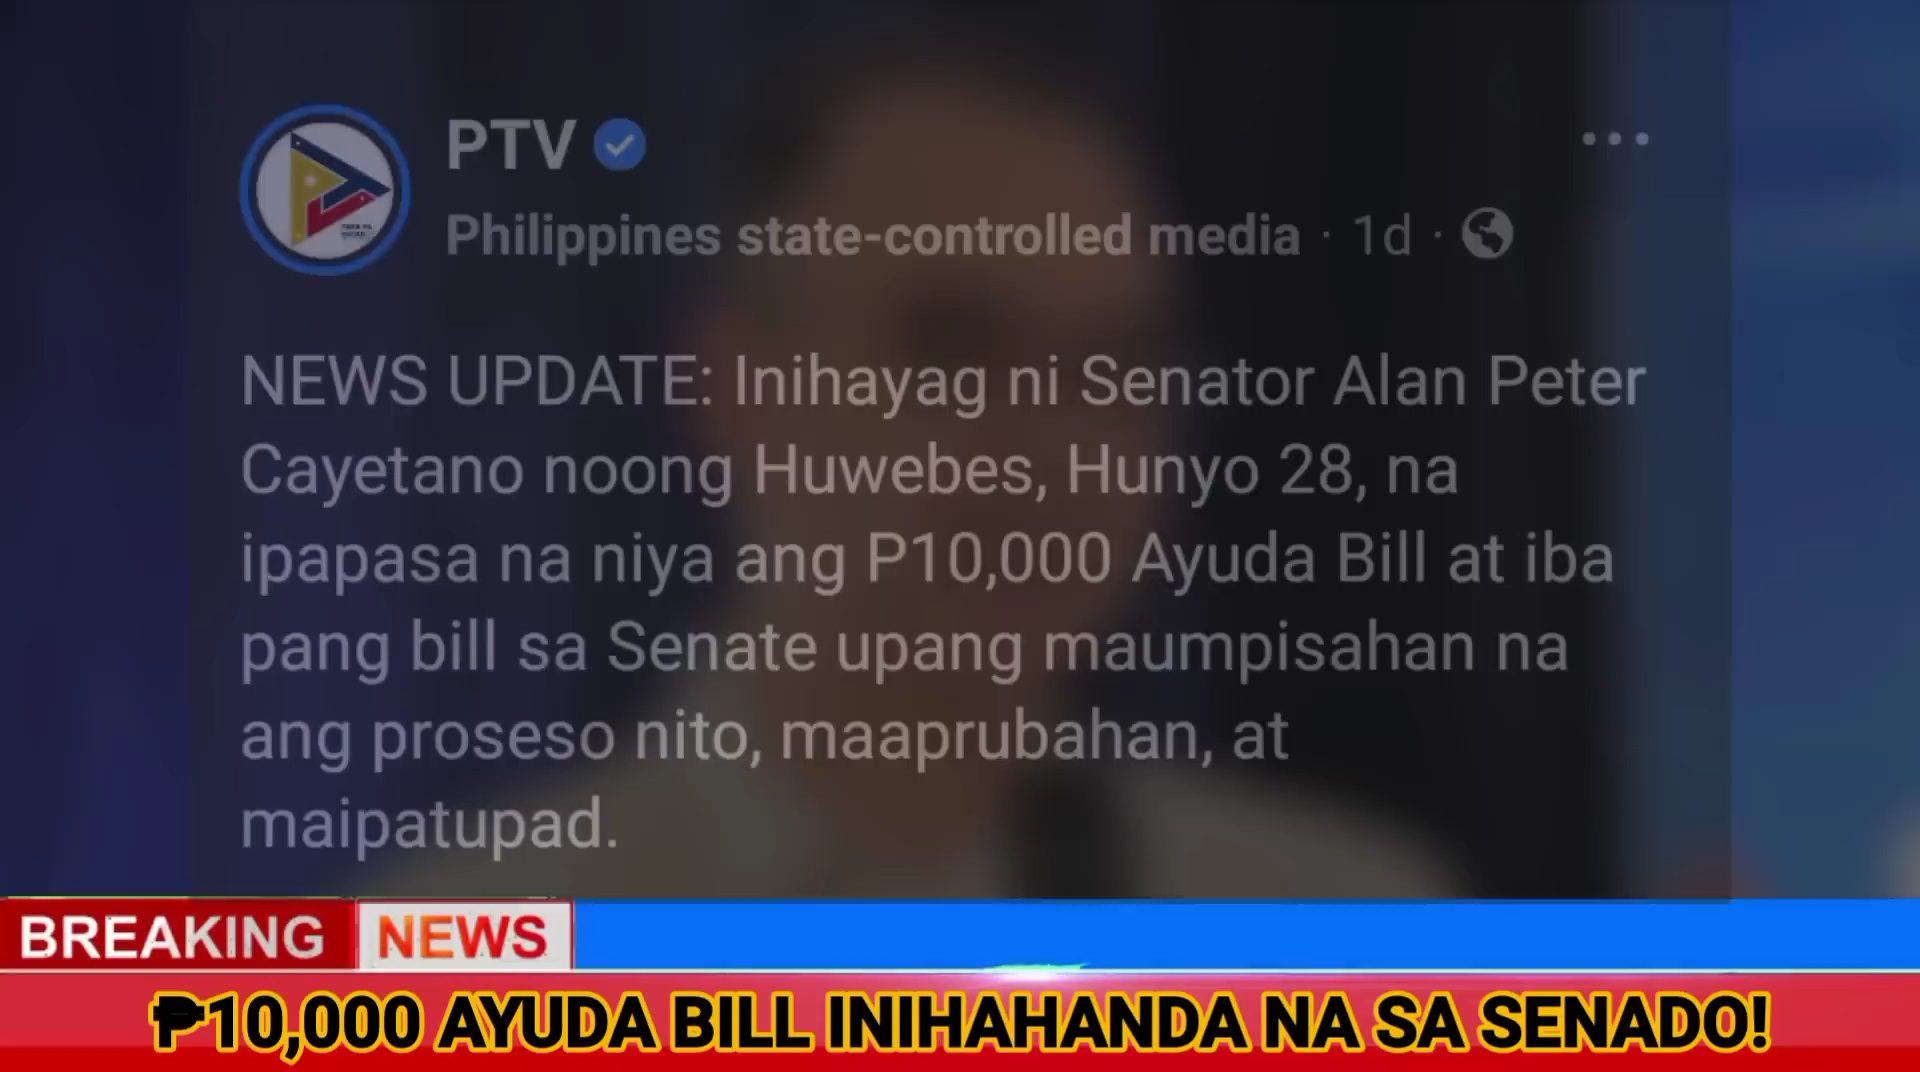 PTV
Philippines state-controlled media · 1d ·
NEWS UPDATE: Inihayag ni Senator Alan Peter
Cayetano noong Huwebes, Hunyo 28, na
ipapasa na niya ang P10,000 Ayuda Bill at iba
pang bill sa Senate upang maumpisahan na
ang proseso nito, maaprubahan, at
maipatupad.
BREAKING NEWS
₱10,000 AYUDA BILL INIHAHANDA NA SA SENADO!